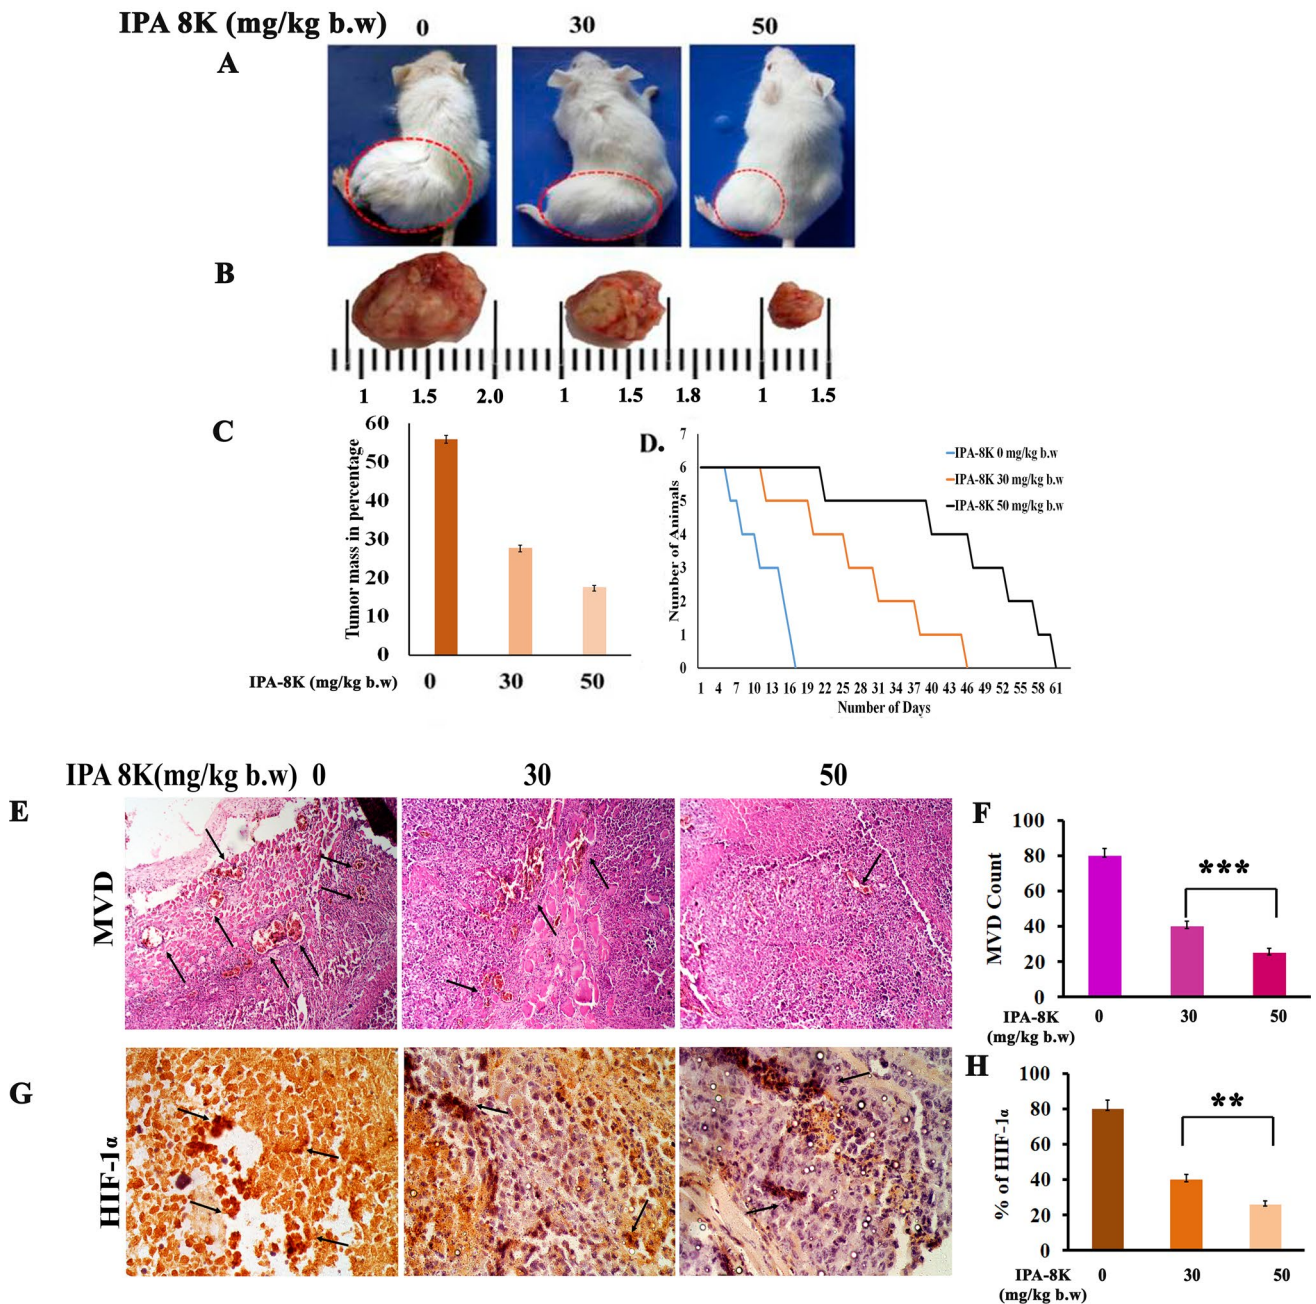 IPA 8K (mg/kg b.w) 0 30 50
A
B
1 1.5 2.0 1 1.5 1.8 1 1.5
C
Tumor mass in percentage
60
50
40
30
20
10
0
IPA-8K (mg/kg b.w) 0 30 50
D.
Number of Animals
7
6
5
4
3
2
1
0
IPA-8K 0 mg/kg b.w
IPA-8K 30 mg/kg b.w
IPA-8K 50 mg/kg b.w
1 4 7 10 13 16 19 22 25 28 31 34 37 40 43 46 49 52 55 58 61
Number of Days
IPA 8K(mg/kg b.w) 0 30 50
E
MVD
F
MVD Count
100
80
60
40
20
0
***
0 30 50
IPA-8K
(mg/kg b.w)
G
HIF-1α
H
% of HIF-1α
100
80
60
40
20
0
**
IPA-8K 0 30 50
(mg/kg b.w)